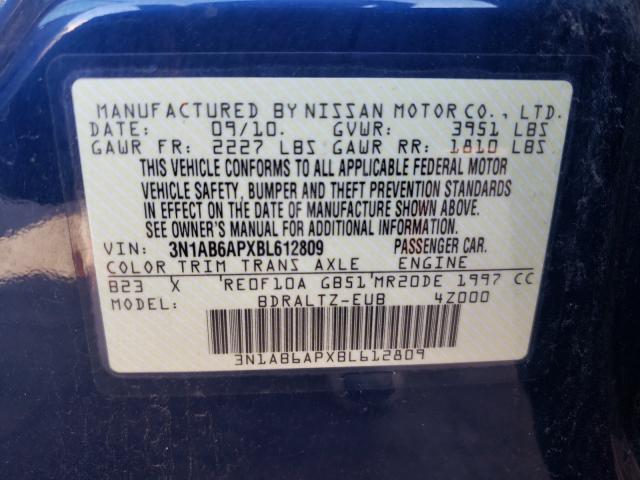 MANUFACTURED BY NISSAN MOTOR CO., LTD.
DATE: 09/10. GVWR: 3951 LBS
GAWR FR: 2227 LBS GAWR RR: 1810 LBS
THIS VEHICLE CONFORMS TO ALL APPLICABLE FEDERAL MOTOR
VEHICLE SAFETY, BUMPER AND THEFT PREVENTION STANDARDS
IN EFFECT ON THE DATE OF MANUFACTURE SHOWN ABOVE.
SEE OWNER'S MANUAL FOR ADDITIONAL INFORMATION.
VIN: 3N1AB6APXBL612809 PASSENGER CAR.
COLOR TRIM TRANS AXLE ENGINE
B23 X RE0F10A GB51 MR20DE 1997 CC
MODEL: BDRALTZ-EUB 4Z000
3N1AB6APXBL612809